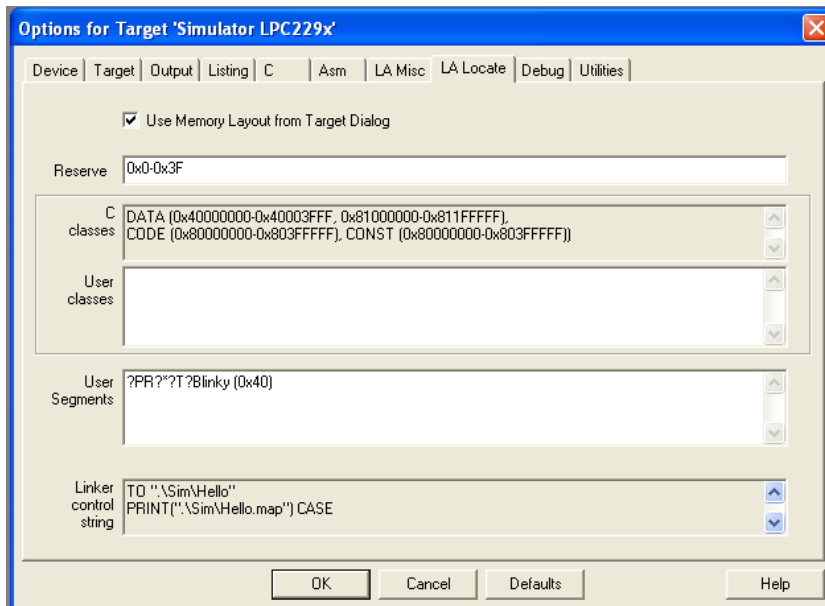 Options for Target 'Simulator LPC229x'
Device Target Output Listing C Asm LA Misc LA Locate Debug Utilities
Use Memory Layout from Target Dialog
Reserve 0x0-0x3F
C classes
DATA (0x40000000-0x40003FFF, 0x81000000-0x811FFFFF),
CODE (0x80000000-0x803FFFFF), CONST (0x80000000-0x803FFFFF))
User
classes
User ?PR?*?T?Blinky (0x40)
Segments
Linker TO ".\Sim\Hello"
control PRINT(".\Sim\Hello.map") CASE
string
OK Cancel Defaults Help